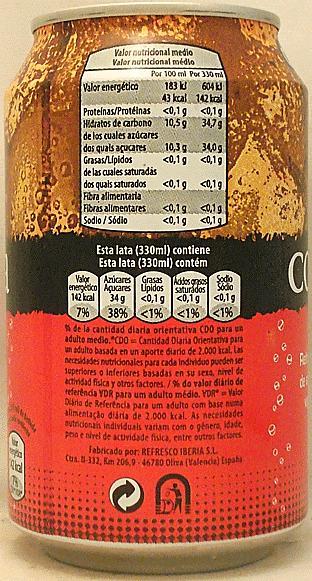 Valor nutricional medio
Valor nutricional médio
Por 100 ml Por 330 ml
Valor energético 183 kJ 604 kJ
43 kcal 142 kcal
Proteínas/Protéinas <0,1 g <0,1 g
Hidratos de carbono 10,5 g 34,7 g
de los cuales azúcares
dos quais açucares 10,3 g 34,0 g
Grasas/Lípidos <0,1 g <0,1 g
de las cuales saturadas
dos quais saturados <0,1 g <0,1 g
Fibra alimentaria
Fibras alimentares <0,1 g <0,1 g
Sodio / Sódio <0,1 g <0,1 g
Esta lata (330ml) contiene
Esta lata (330ml) contém
Valor energético 142 kcal 7%
Azúcares Açucares 34 g 38%
Grasas Lípidos <0,1 g <1%
Ácidos grasos saturados <0,1 g <1%
Sodio Sódio <0,1 g <1%
% de la cantidad diaria orientativa CDO para un
adulto medio.*CDO = Cantidad Diaria Orientativa para
un adulto basada en un aporte diario de 2.000 kcal. Las
necesidades nutricionales para cada individuo pueden ser
superiores o inferiores basadas en su sexo, nivel de
actividad física y otros factores. / % do valor diário de
referência YDR para um adulto médio. YDR* = Valor
Diário de Referência para um adulto com base numa
alimentação diária de 2.000 kcal. As necesidades
nutricionais individuais variam com o género, idade,
peso e nivel de actividade física, entre outros factores.
Fabricado por: REFRESCO IBERIA S.L.
Ctra. N-332, Km 206,9 - 46780 Oliva (Valencia) España